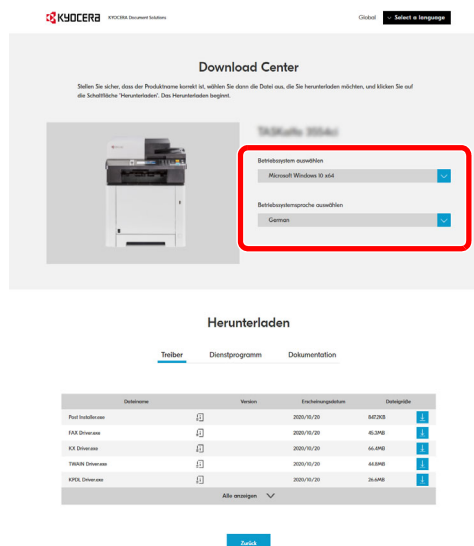 KYOCERA KYOCERA Document Solutions
Global Select a language
Download Center
Stellen Sie sicher, dass der Produktname korrekt ist, wählen Sie dann die Datei aus, die Sie herunterladen möchten, und klicken Sie auf
die Schaltfläche "Herunterladen". Das Herunterladen beginnt.
Betriebssystem auswählen
Microsoft Windows 10 x64
Betriebssystemsprache auswählen
German
Herunterladen
Treiber Dienstprogramm Dokumentation
Dateiname Version Erscheinungsdatum Dateigröße
Post Installer.exe 2020/10/20 847.2KB
FAX Driver.exe 2020/10/20 45.3MB
KX Driver.exe 2020/10/20 66.4MB
TWAIN Driver.exe 2020/10/20 44.8MB
KPDL Driver.exe 2020/10/20 26.6MB
Alle anzeigen
Zurück